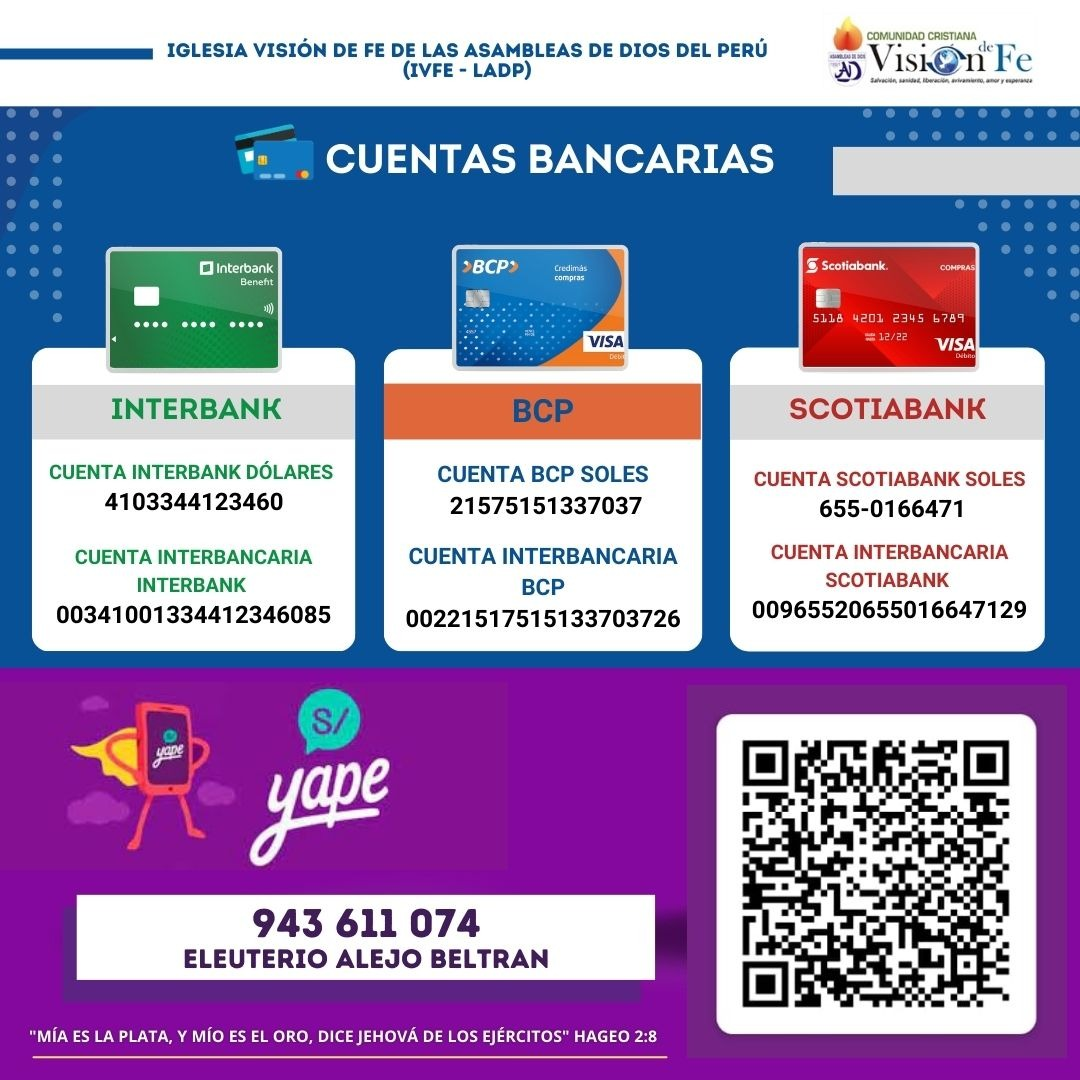 IGLESIA VISIÓN DE FE DE LAS ASAMBLEAS DE DIOS DEL PERÚ
(IVFE - LADP)
COMUNIDAD CRISTIANA
Visión de Fe
Salvación, sanidad, liberación, avivamiento, amor y esperanza
ASAMBLEAS DE DIOS
AD
CUENTAS BANCARIAS
Interbank
Benefit
BCP
Credimás
compras
VISA
Débito
Scotiabank.
COMPRAS
5118 4201 2345 6789
12/22
VISA
Débito
INTERBANK
CUENTA INTERBANK DÓLARES
4103344123460
CUENTA INTERBANCARIA
INTERBANK
00341001334412346085
BCP
CUENTA BCP SOLES
21575151337037
CUENTA INTERBANCARIA
BCP
00221517515133703726
SCOTIABANK
CUENTA SCOTIABANK SOLES
655-0166471
CUENTA INTERBANCARIA
SCOTIABANK
00965520655016647129
yape
S/
yape
943 611 074
ELEUTERIO ALEJO BELTRAN
"MÍA ES LA PLATA, Y MÍO ES EL ORO, DICE JEHOVÁ DE LOS EJÉRCITOS" HAGEO 2:8